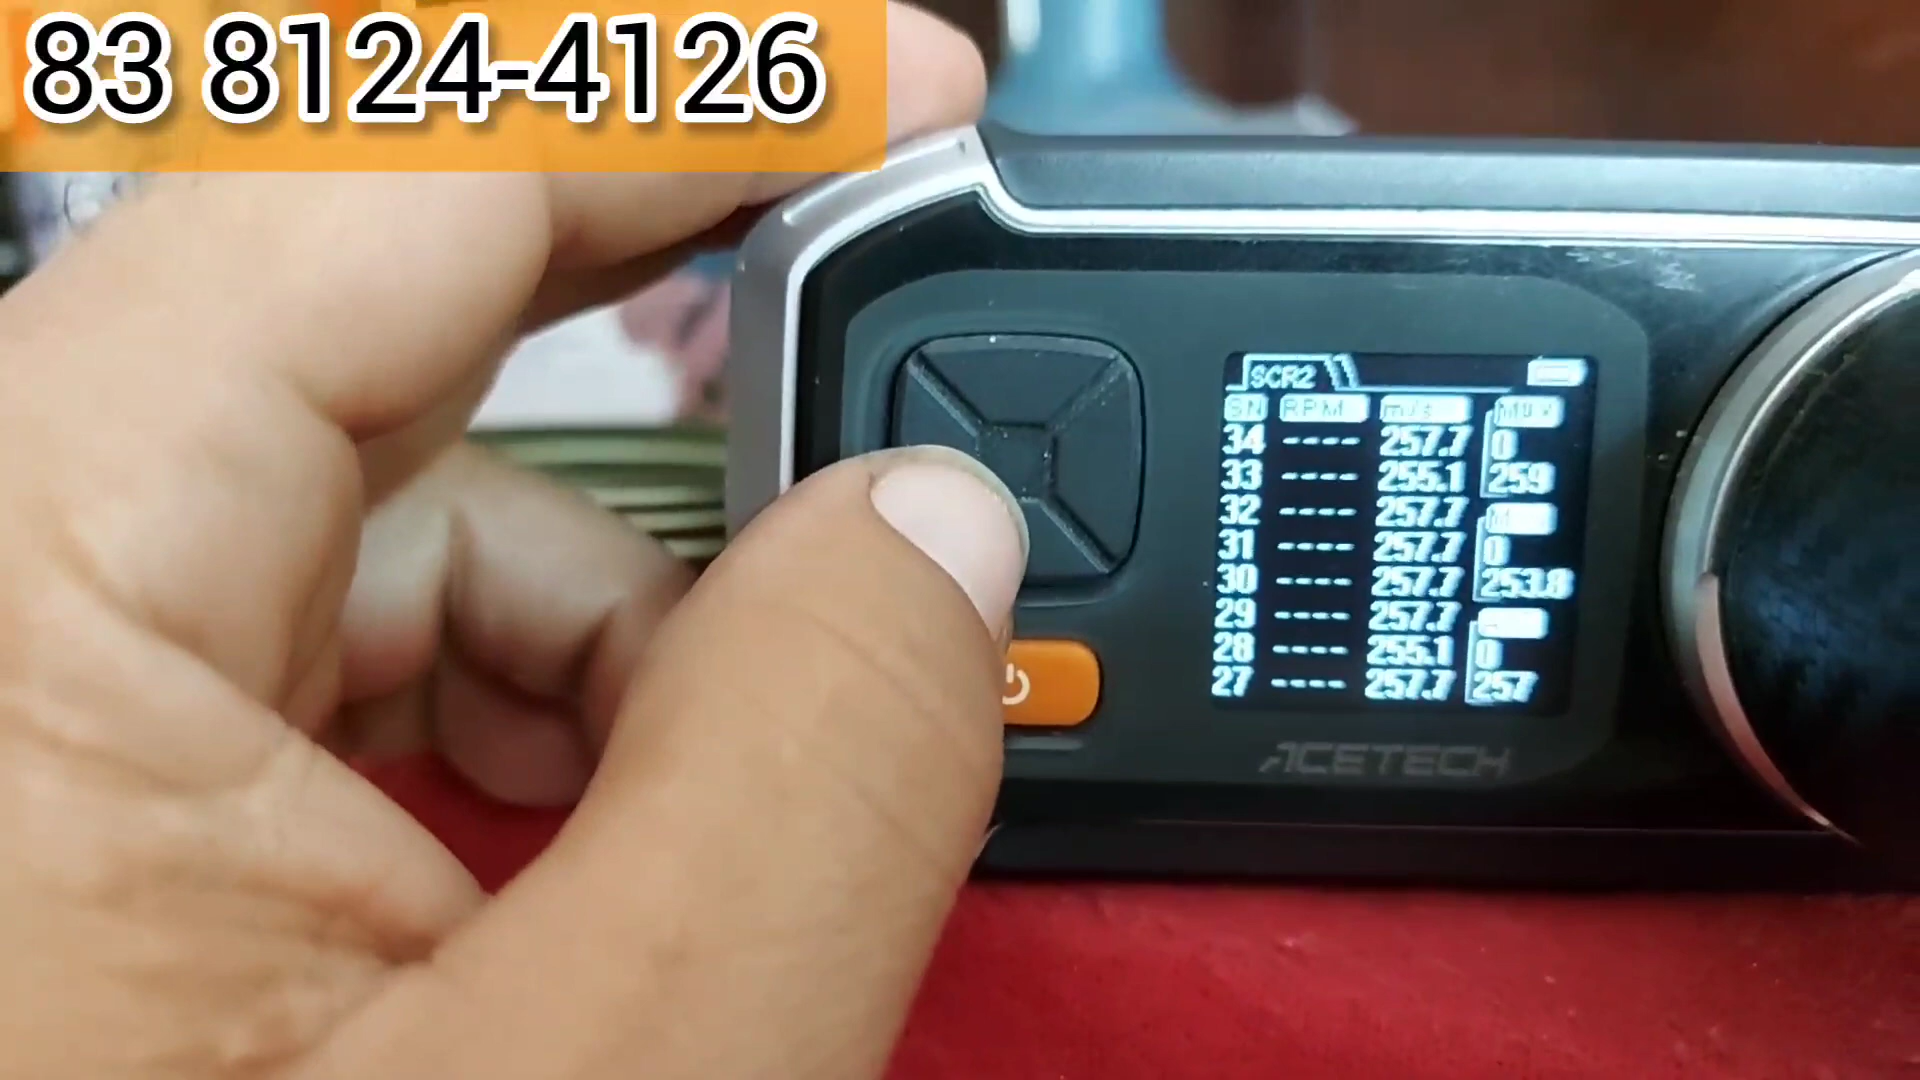 83 8124-4126
SCR2
SN RPM m/s Max
34 ---- 257.7 0
33 ---- 255.1 259
32 ---- 257.7
31 ---- 257.7 0
30 ---- 257.7 253.8
29 ---- 257.7
28 ---- 255.1 0
27 ---- 257.7 257
ACETECH